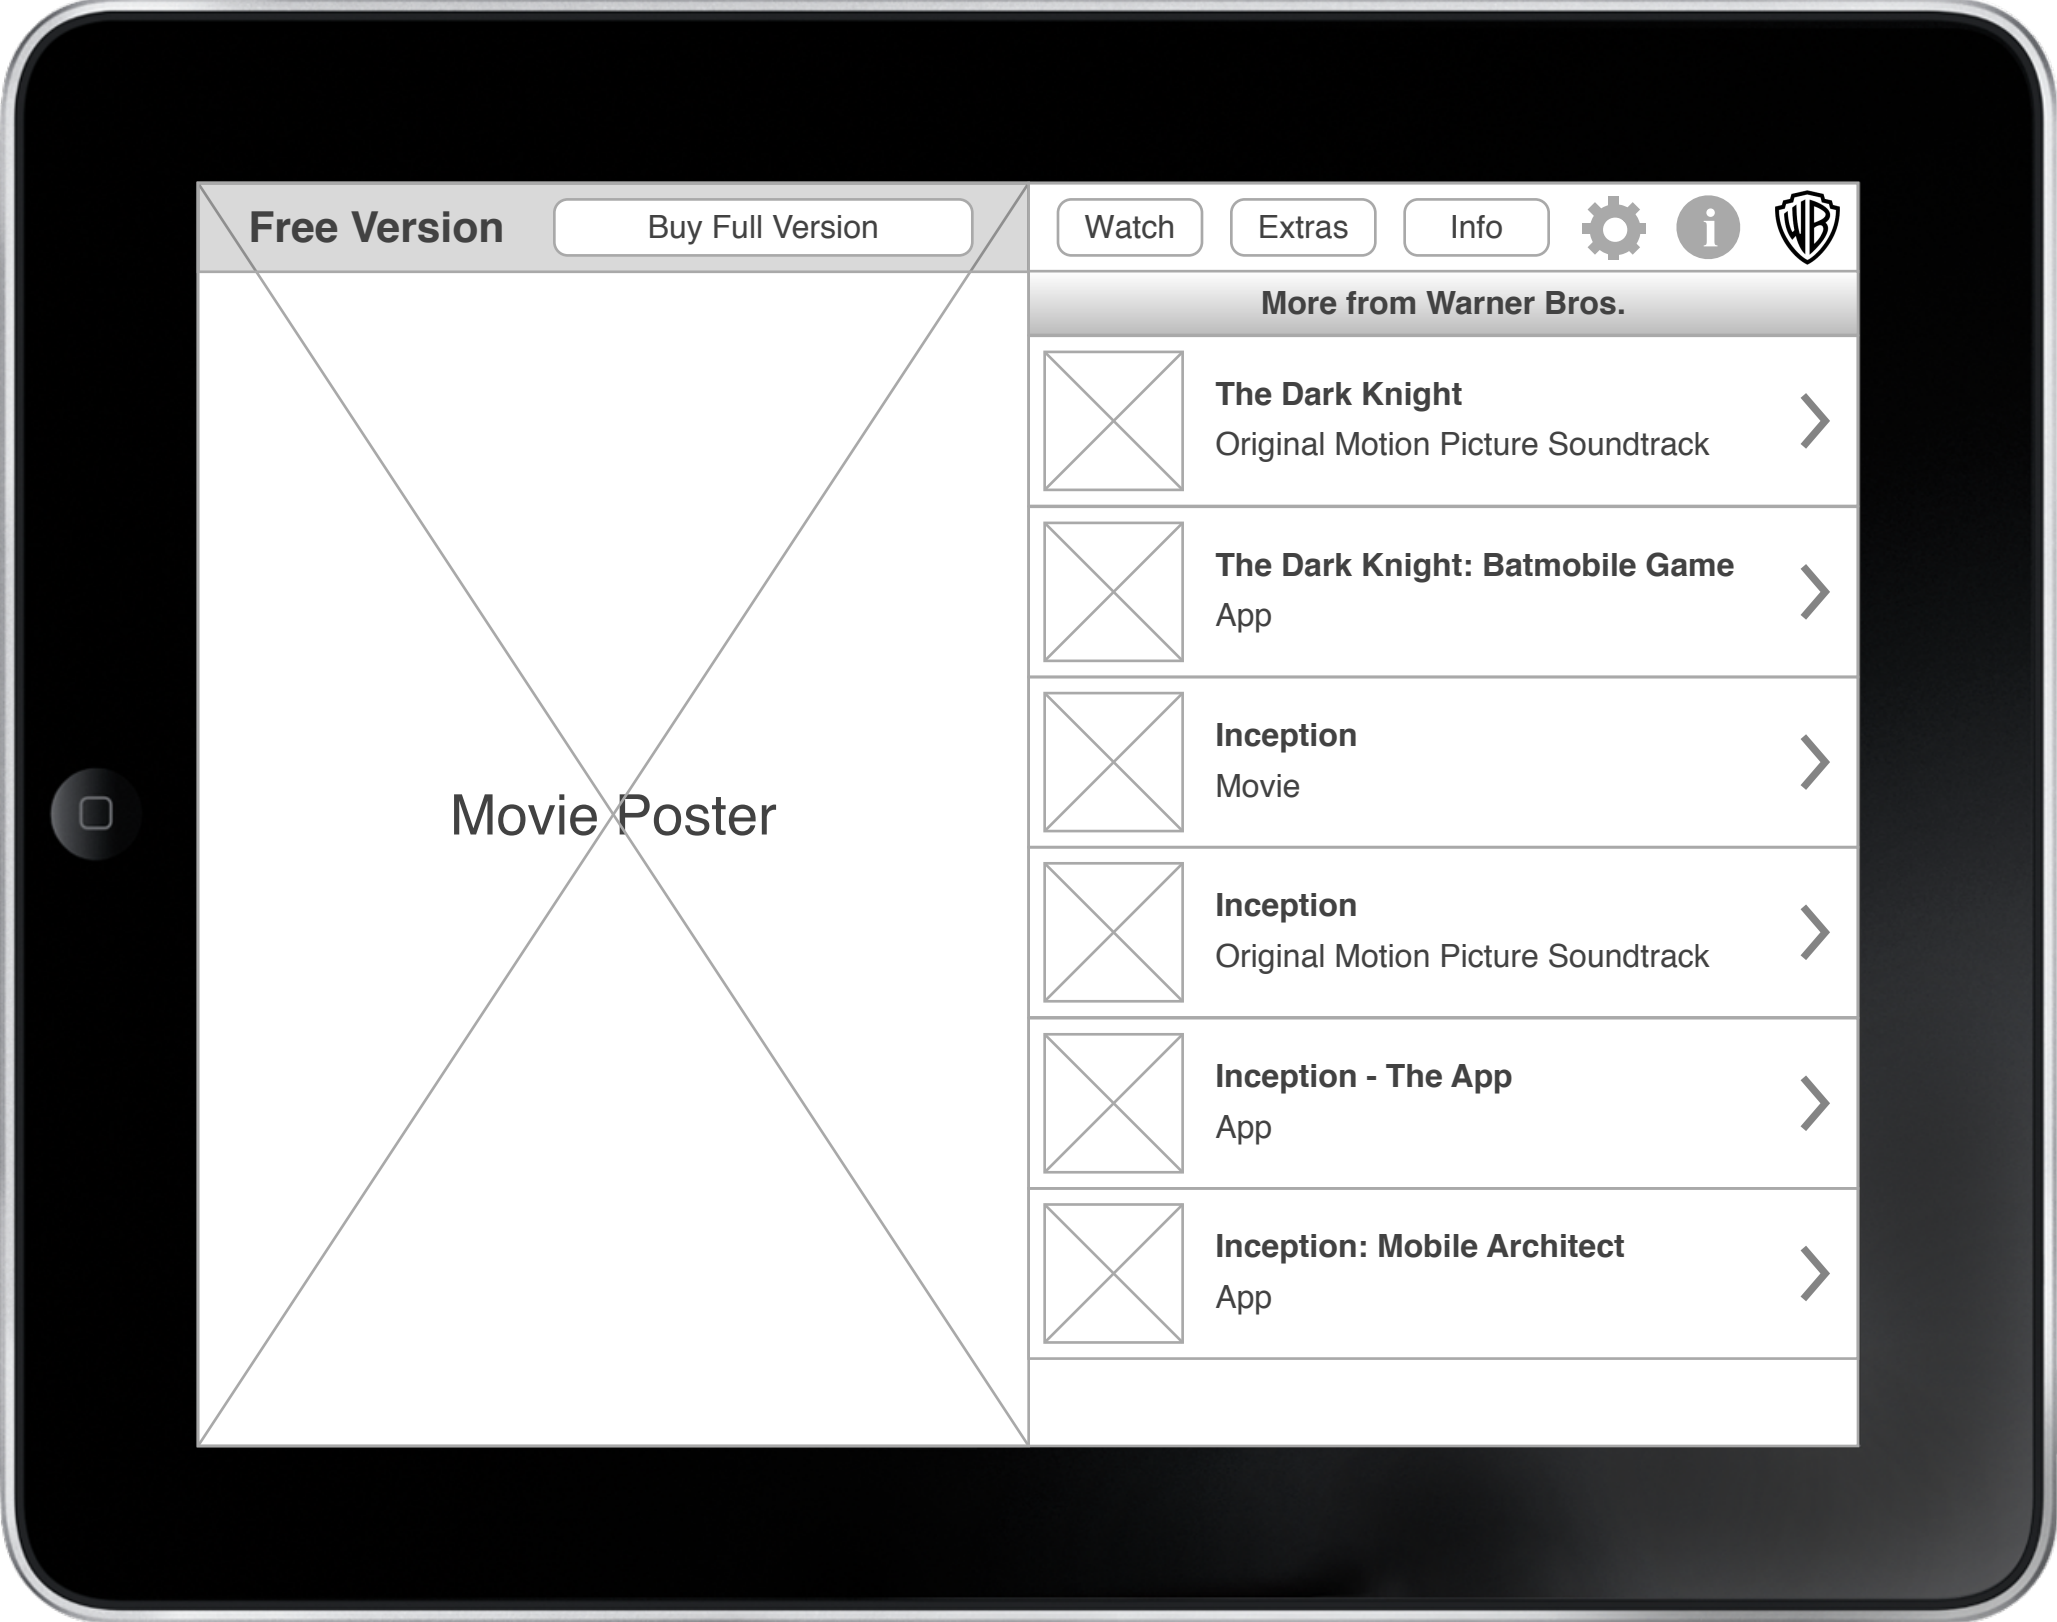 Free Version
Buy Full Version
Watch
Extras
Info
i
WB
More from Warner Bros.
The Dark Knight
Original Motion Picture Soundtrack
The Dark Knight: Batmobile Game
App
Inception
Movie
Inception
Original Motion Picture Soundtrack
Inception - The App
App
Inception: Mobile Architect
App
Movie Poster